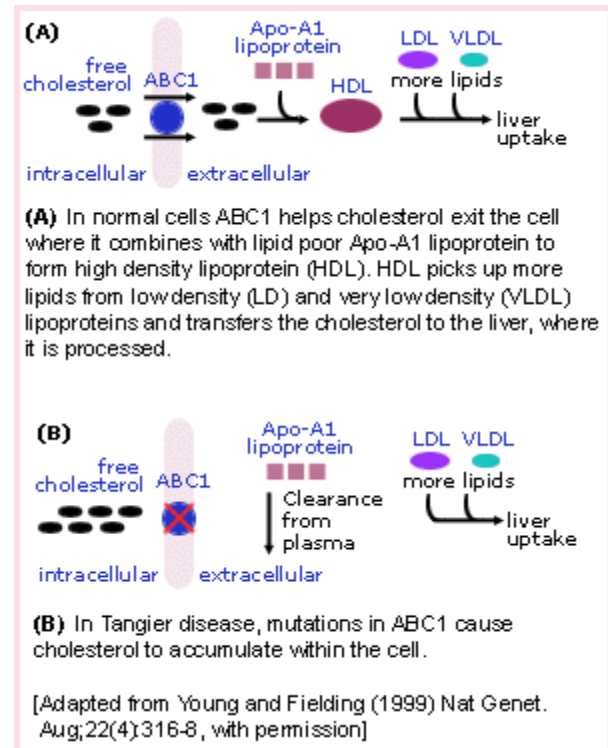 (A)
Apo-A1
lipoprotein
LDL VLDL
free
cholesterol
ABC1
HDL
more lipids
liver
uptake
intracellular extracellular
(A) In normal cells ABC1 helps cholesterol exit the cell
where it combines with lipid poor Apo-A1 lipoprotein to
form high density lipoprotein (HDL). HDL picks up more
lipids from low density (LD) and very low density (VLDL)
lipoproteins and transfers the cholesterol to the liver, where
it is processed.
(B)
Apo-A1
lipoprotein
LDL VLDL
free
cholesterol
ABC1
more lipids
Clearance
from
plasma
liver
uptake
intracellular extracellular
(B) In Tangier disease, mutations in ABC1 cause
cholesterol to accumulate within the cell.
[Adapted from Young and Fielding (1999) Nat Genet.
Aug;22(4):316-8, with permission]